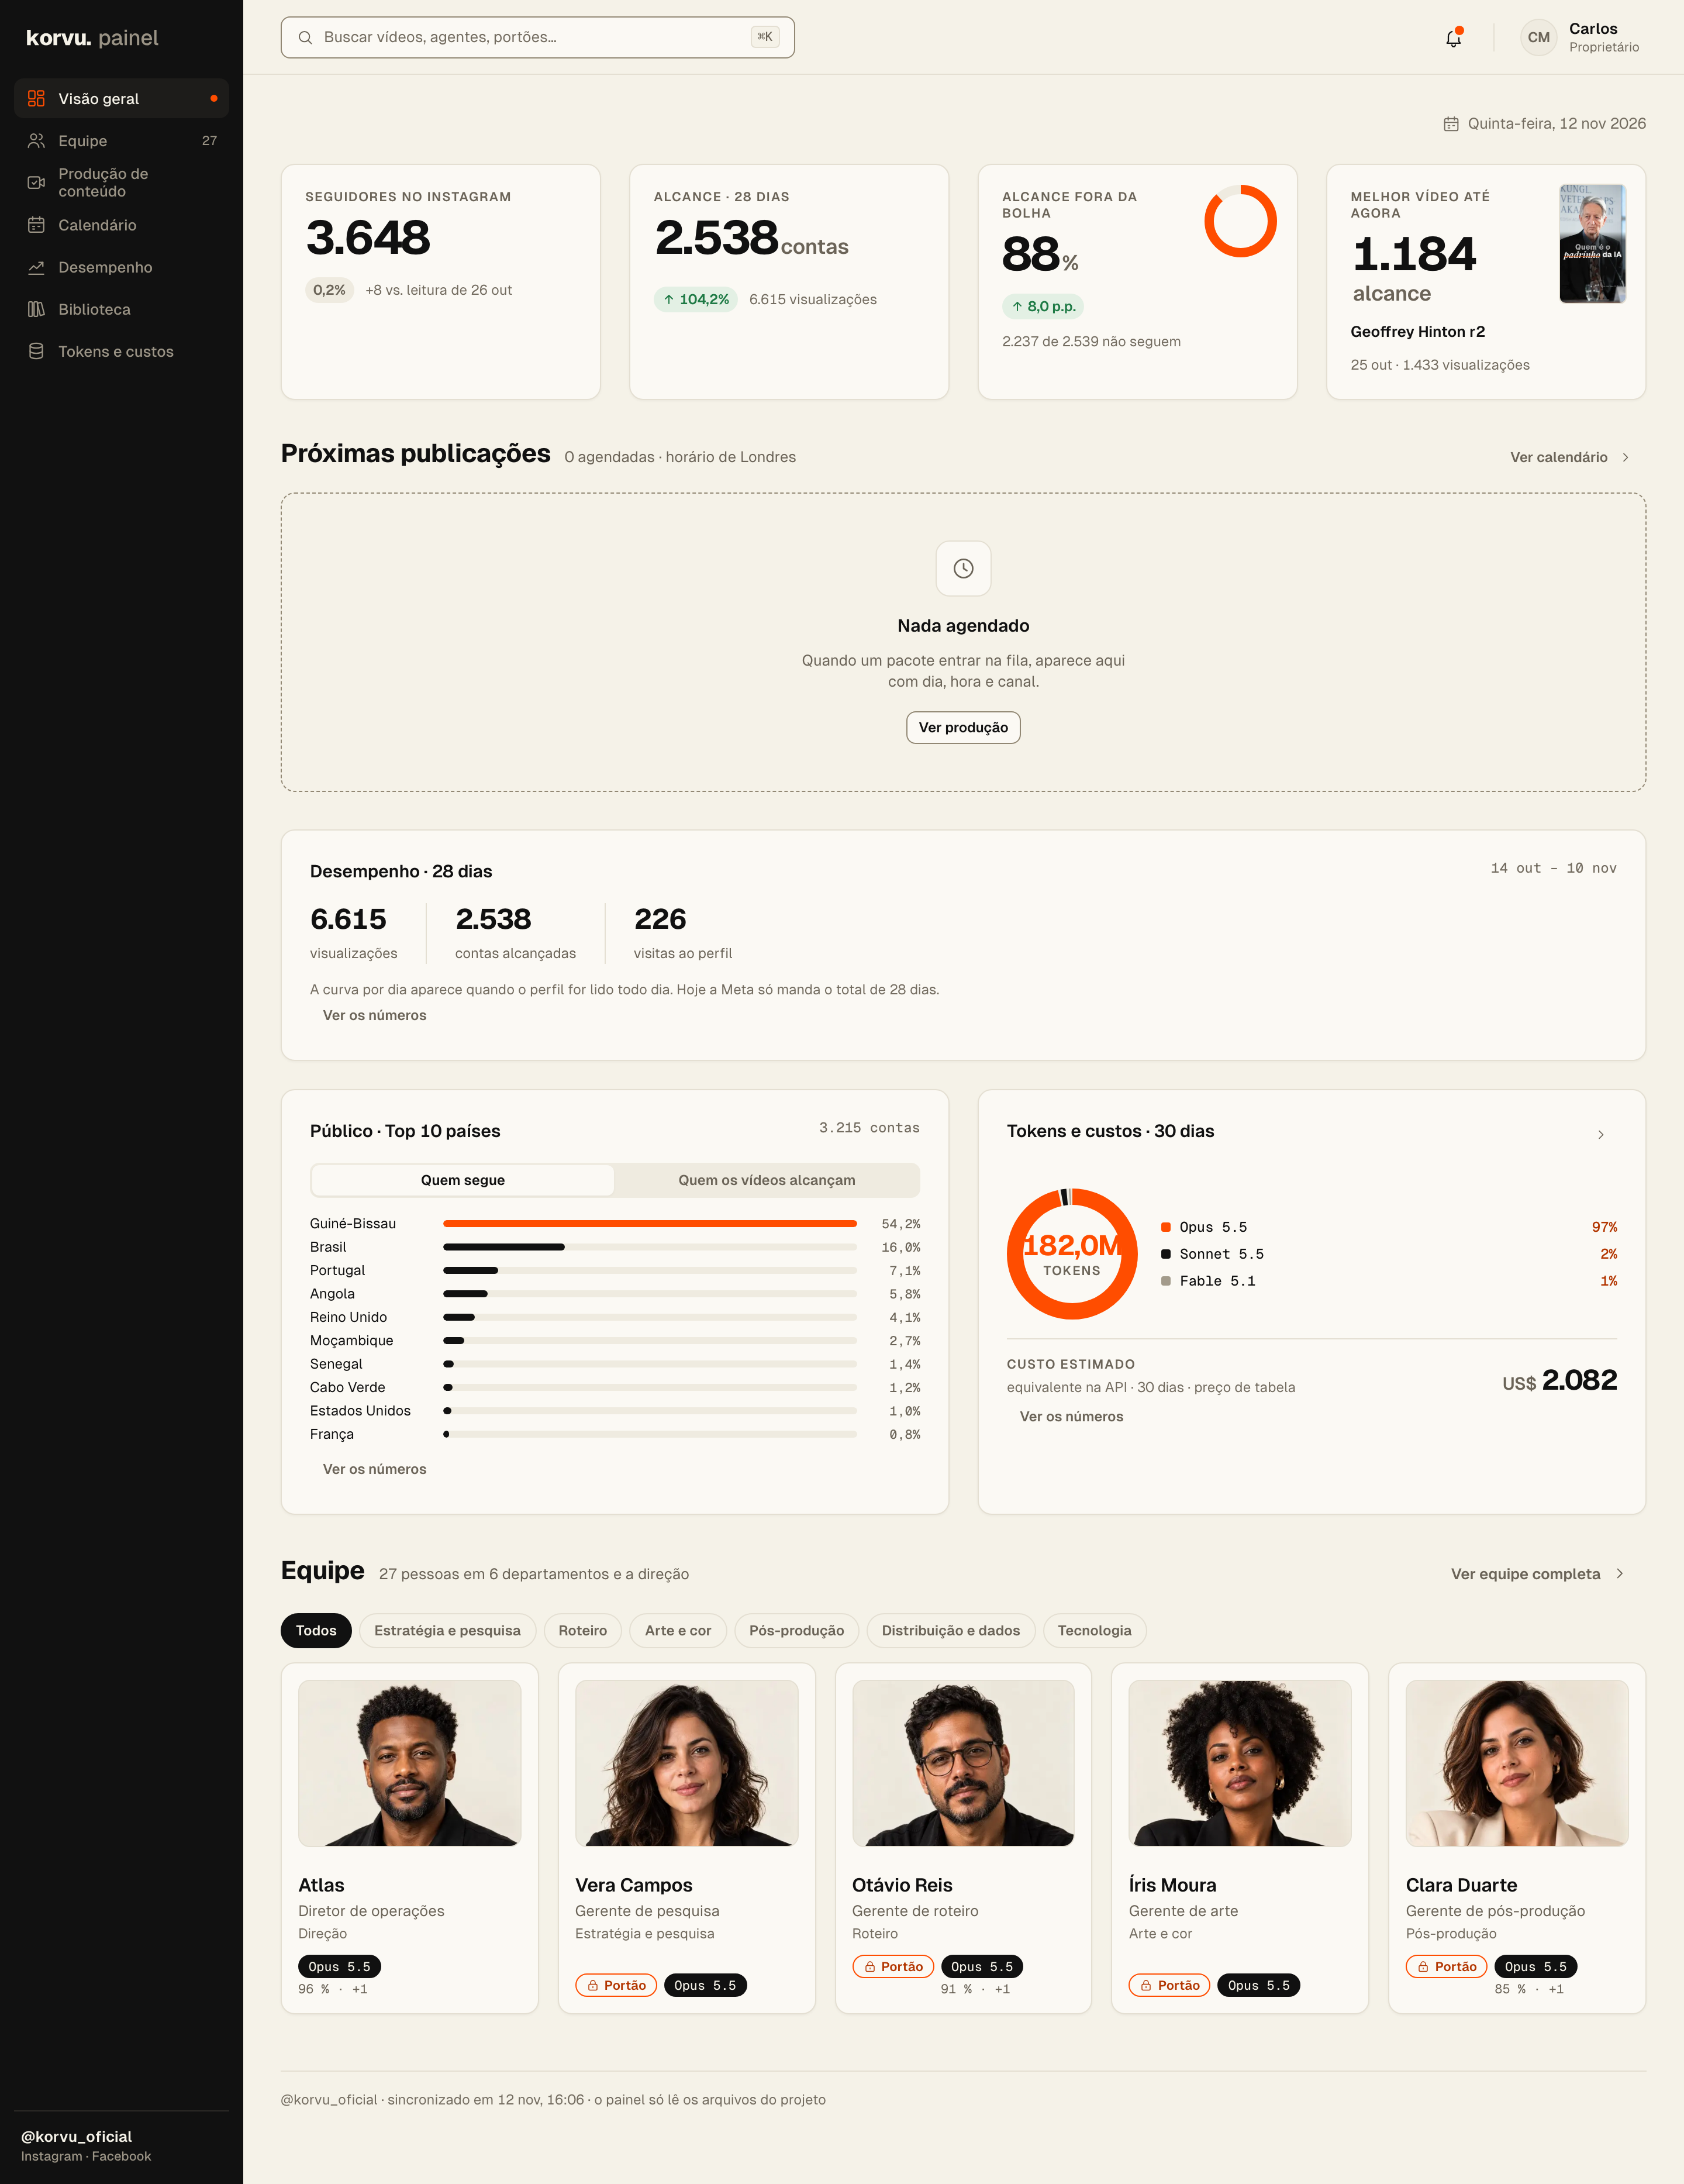 korvu. painel
Visão geral
Equipe 27
Produção de
conteúdo
Calendário
Desempenho
Biblioteca
Tokens e custos
@korvu_oficial
Instagram · Facebook
Buscar vídeos, agentes, portões... ⌘K
CM
Carlos
Proprietário
Quinta-feira, 12 nov 2026
SEGUIDORES NO INSTAGRAM
3.648
0,2% +8 vs. leitura de 26 out
ALCANCE · 28 DIAS
2.538 contas
↑ 104,2% 6.615 visualizações
ALCANCE FORA DA
BOLHA
88%
↑ 8,0 p.p.
2.237 de 2.539 não seguem
MELHOR VÍDEO ATÉ
AGORA
1.184
alcance
Geoffrey Hinton r2
25 out · 1.433 visualizações
KUNGL.
Quem é o
padrinho da IA
Próximas publicações 0 agendadas · horário de Londres
Ver calendário
Nada agendado
Quando um pacote entrar na fila, aparece aqui
com dia, hora e canal.
Ver produção
Desempenho · 28 dias
14 out – 10 nov
6.615
visualizações
2.538
contas alcançadas
226
visitas ao perfil
A curva por dia aparece quando o perfil for lido todo dia. Hoje a Meta só manda o total de 28 dias.
Ver os números
Público · Top 10 países
3.215 contas
Quem segue
Quem os vídeos alcançam
Guiné-Bissau 54,2%
Brasil 16,0%
Portugal 7,1%
Angola 5,8%
Reino Unido 4,1%
Moçambique 2,7%
Senegal 1,4%
Cabo Verde 1,2%
Estados Unidos 1,0%
França 0,8%
Ver os números
Tokens e custos · 30 dias
182,0M
TOKENS
Opus 5.5 97%
Sonnet 5.5 2%
Fable 5.1 1%
CUSTO ESTIMADO
equivalente na API · 30 dias · preço de tabela
US$ 2.082
Ver os números
Equipe 27 pessoas em 6 departamentos e a direção
Ver equipe completa
Todos
Estratégia e pesquisa
Roteiro
Arte e cor
Pós-produção
Distribuição e dados
Tecnologia
Atlas
Diretor de operações
Direção
Opus 5.5
96 % · +1
Vera Campos
Gerente de pesquisa
Estratégia e pesquisa
Portão Opus 5.5
Otávio Reis
Gerente de roteiro
Roteiro
Portão Opus 5.5
91 % · +1
Íris Moura
Gerente de arte
Arte e cor
Portão Opus 5.5
Clara Duarte
Gerente de pós-produção
Pós-produção
Portão Opus 5.5
85 % · +1
@korvu_oficial · sincronizado em 12 nov, 16:06 · o painel só lê os arquivos do projeto